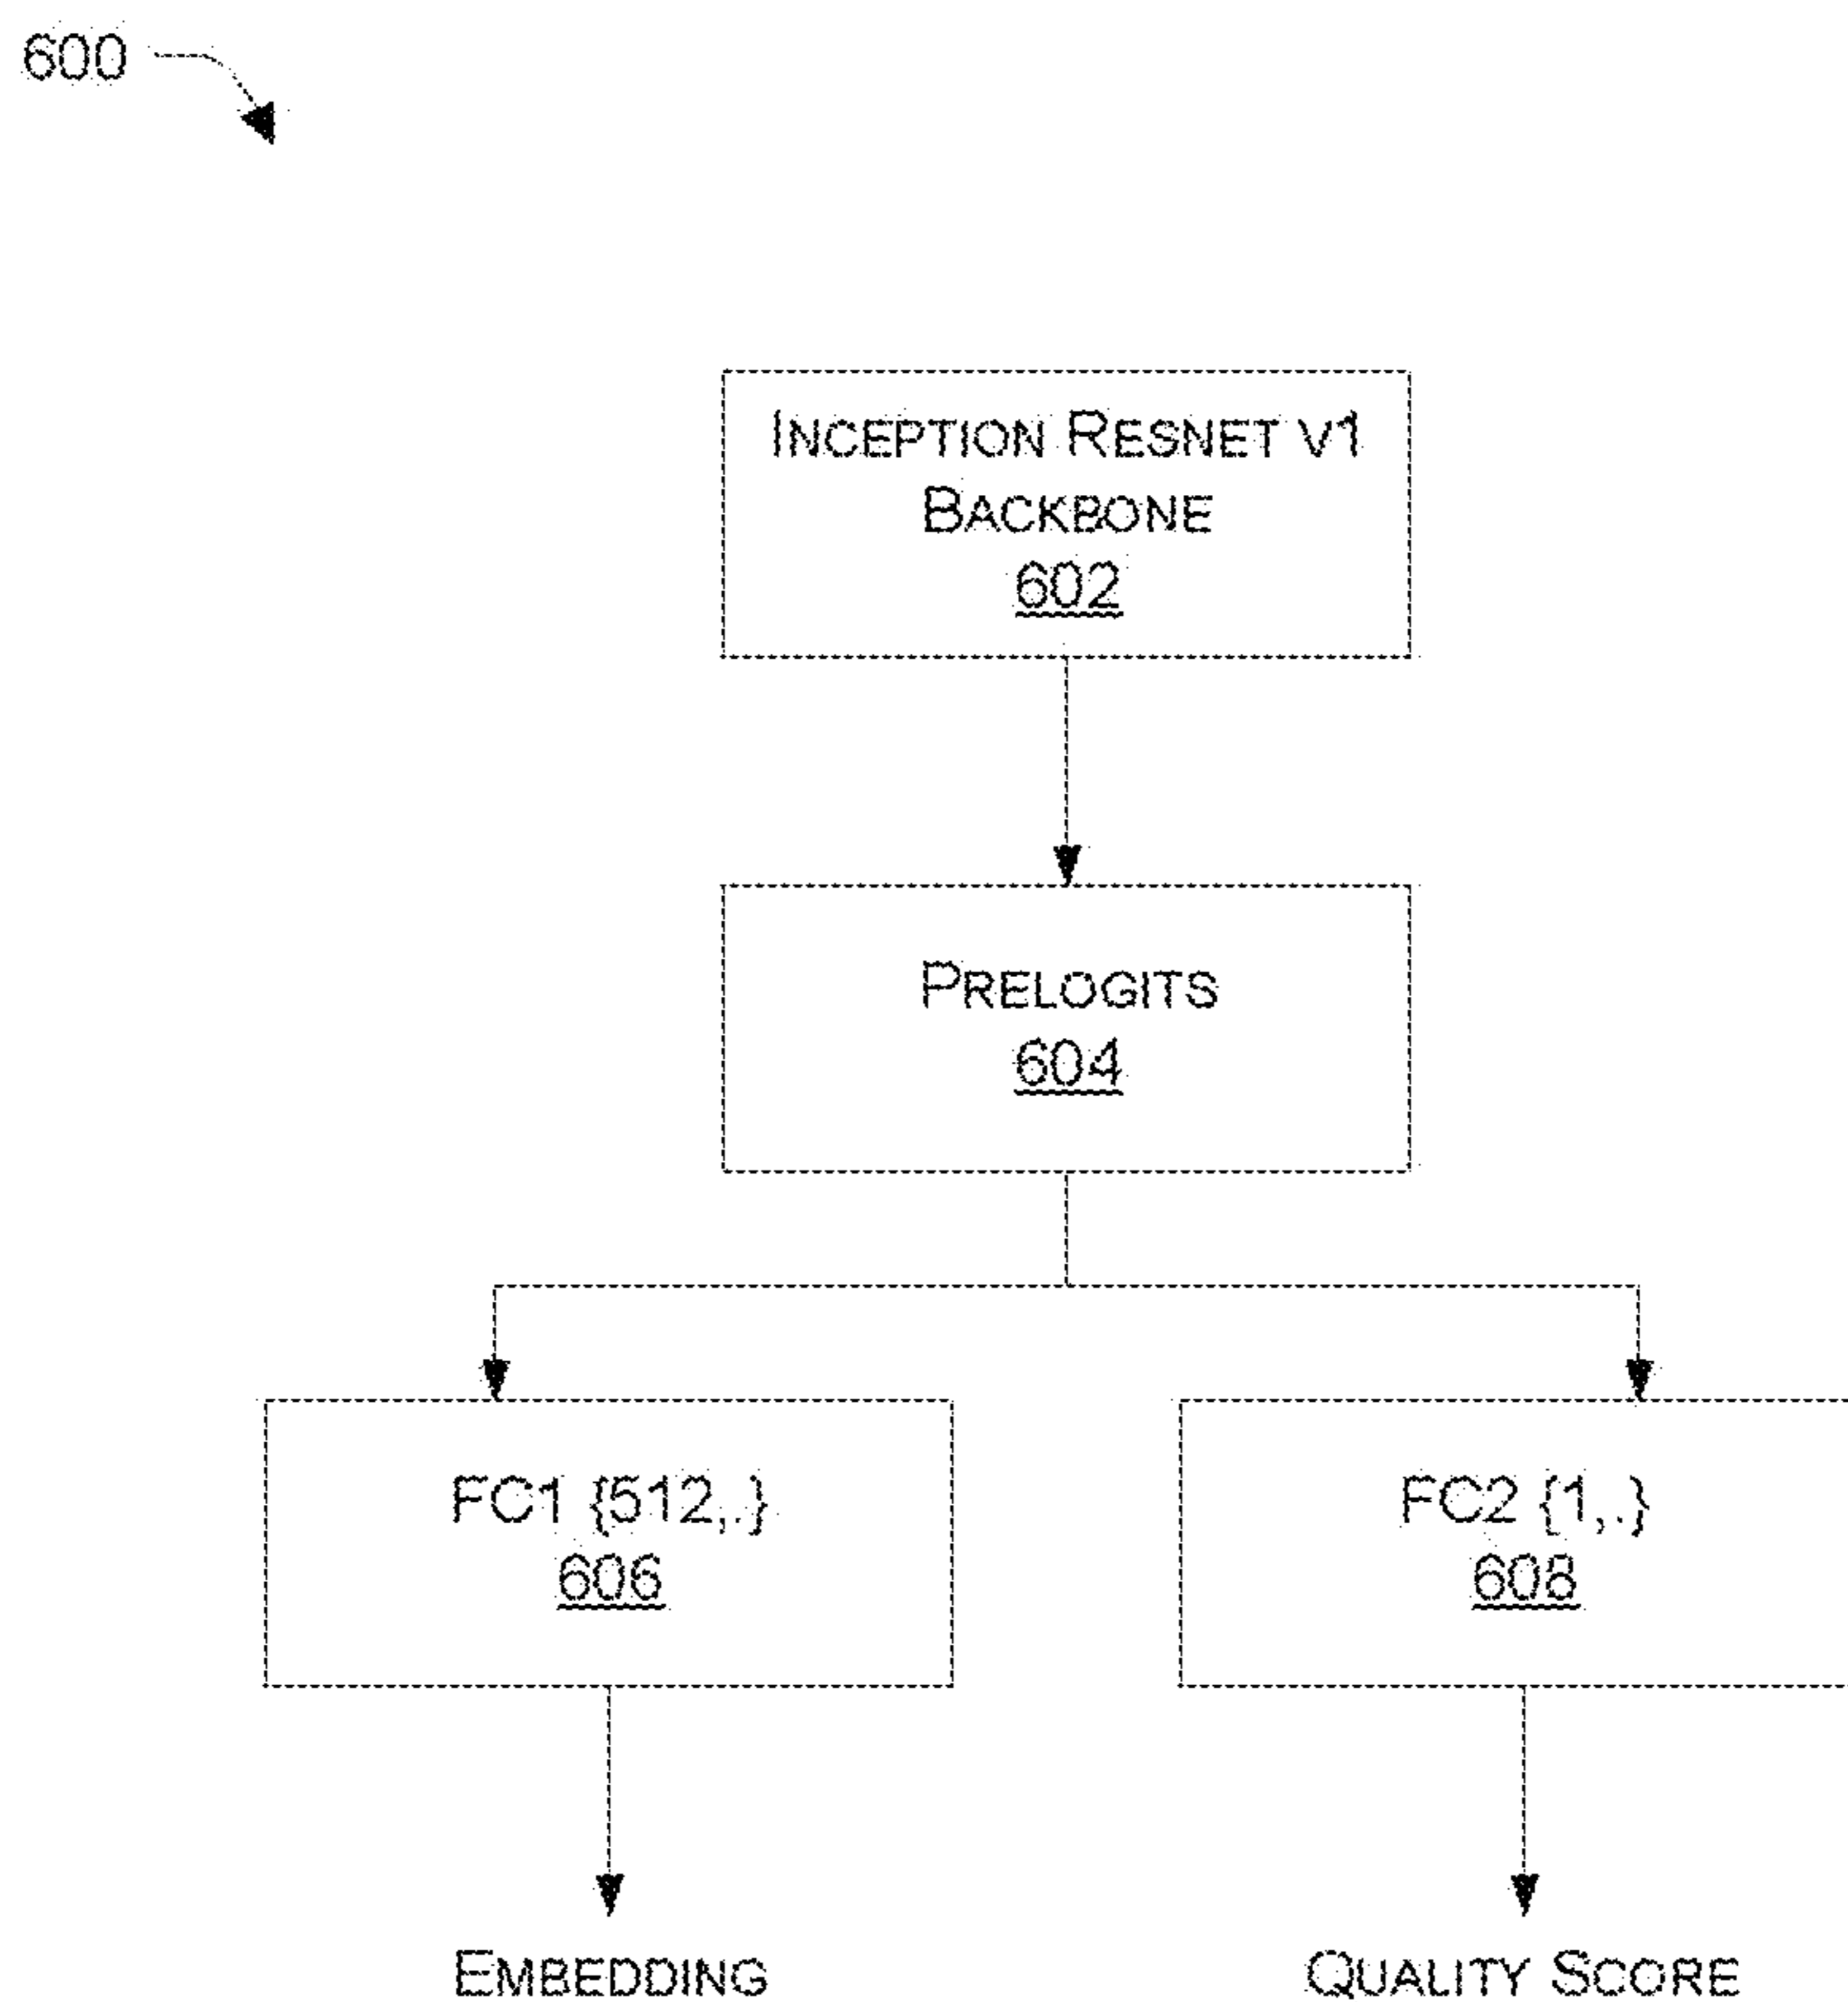 600
INCEPTION RESNET V1
BACKBONE
602
PRELOGITS
604
FC1 {512,.}
606
FC2 {1,.}
608
EMBEDDING
QUALITY SCORE